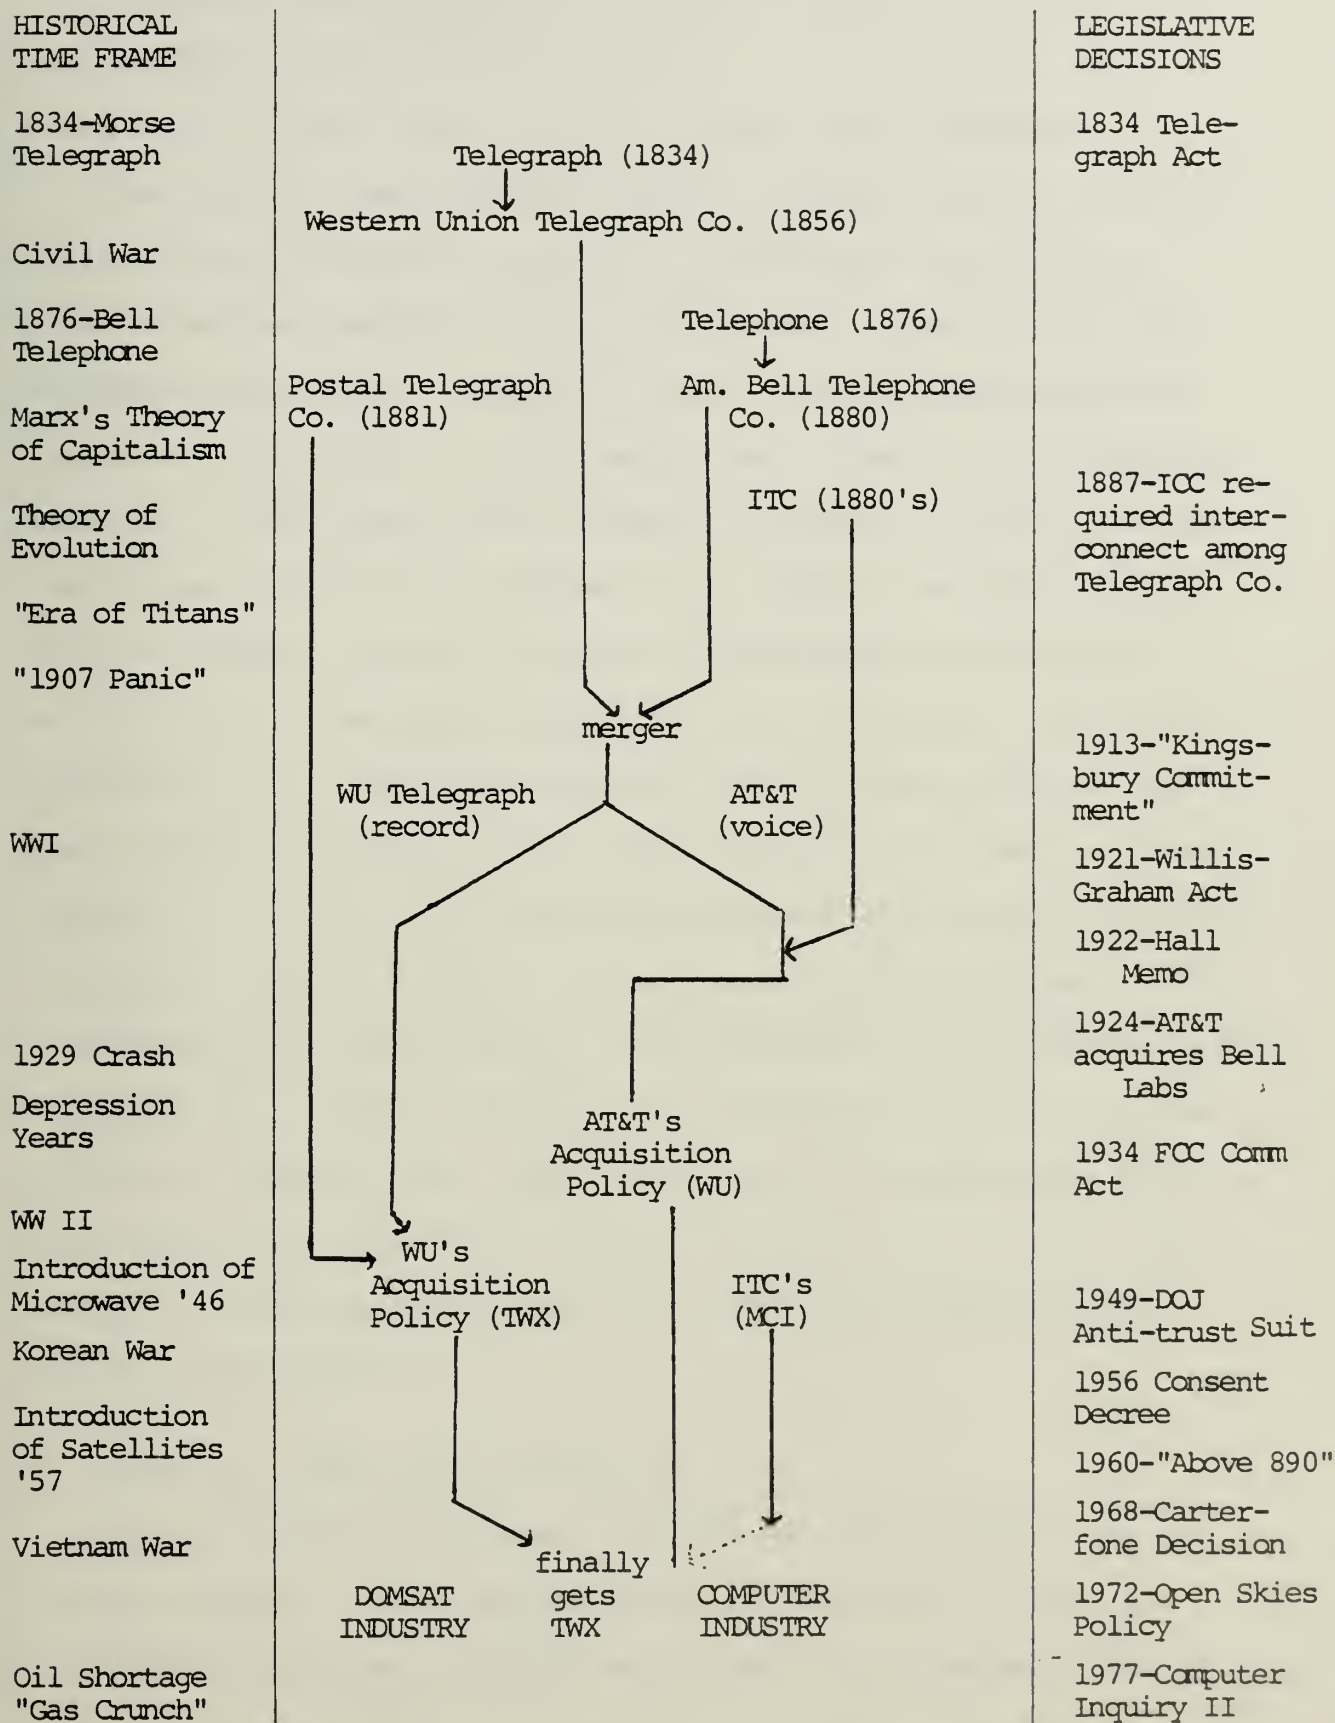 HISTORICAL
TIME FRAME
1834-Morse
Telegraph
Civil War
1876-Bell
Telephone
Marx's Theory
of Capitalism
Theory of
Evolution
"Era of Titans"
"1907 Panic"
WWI
1929 Crash
Depression
Years
WW II
Introduction of
Microwave '46
Korean War
Introduction
of Satellites
'57
Vietnam War
Oil Shortage
"Gas Crunch"
Telegraph (1834)
Western Union Telegraph Co. (1856)
Telephone (1876)
Postal Telegraph
Co. (1881)
Am. Bell Telephone
Co. (1880)
ITC (1880's)
merger
WU Telegraph
(record)
AT&T
(voice)
AT&T's
Acquisition
Policy (WU)
WU's
Acquisition
Policy (TWX)
ITC's
(MCI)
finally
gets
TWX
DOMSAT
INDUSTRY
COMPUTER
INDUSTRY
LEGISLATIVE
DECISIONS
1834 Tele-
graph Act
1887-ICC re-
quired inter-
connect among
Telegraph Co.
1913-"Kings-
bury Commit-
ment"
1921-Willis-
Graham Act
1922-Hall
Memo
1924-AT&T
acquires Bell
Labs
1934 FCC Comm
Act
1949-DOJ
Anti-trust Suit
1956 Consent
Decree
1960-"Above 890"
1968-Carter-
fone Decision
1972-Open Skies
Policy
1977-Computer
Inquiry II